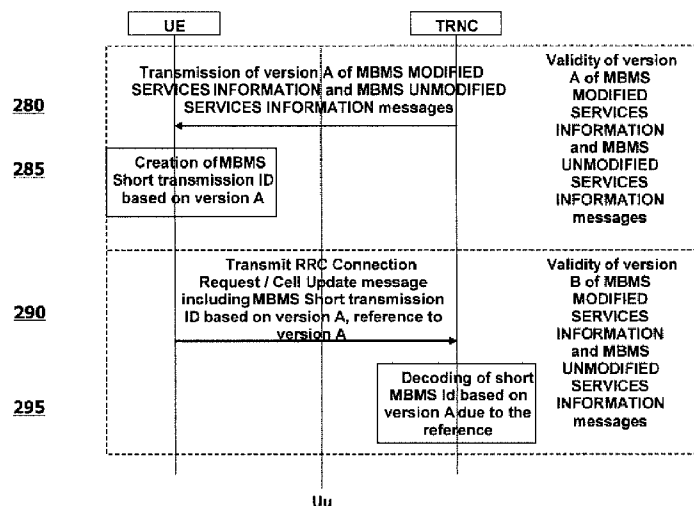 UE
TRNC
280
Transmission of version A of MBMS MODIFIED
SERVICES INFORMATION and MBMS UNMODIFIED
SERVICES INFORMATION messages
Validity of version
A of MBMS
MODIFIED
SERVICES
INFORMATION
and MBMS
UNMODIFIED
SERVICES
INFORMATION
messages
285
Creation of MBMS
Short transmission ID
based on version A
290
Transmit RRC Connection
Request / Cell Update message
including MBMS Short transmission
ID based on version A, reference to
version A
Validity of version
B of MBMS
MODIFIED
SERVICES
INFORMATION
and MBMS
UNMODIFIED
SERVICES
INFORMATION
messages
295
Decoding of short
MBMS Id based on
version A due to the
reference
Uu